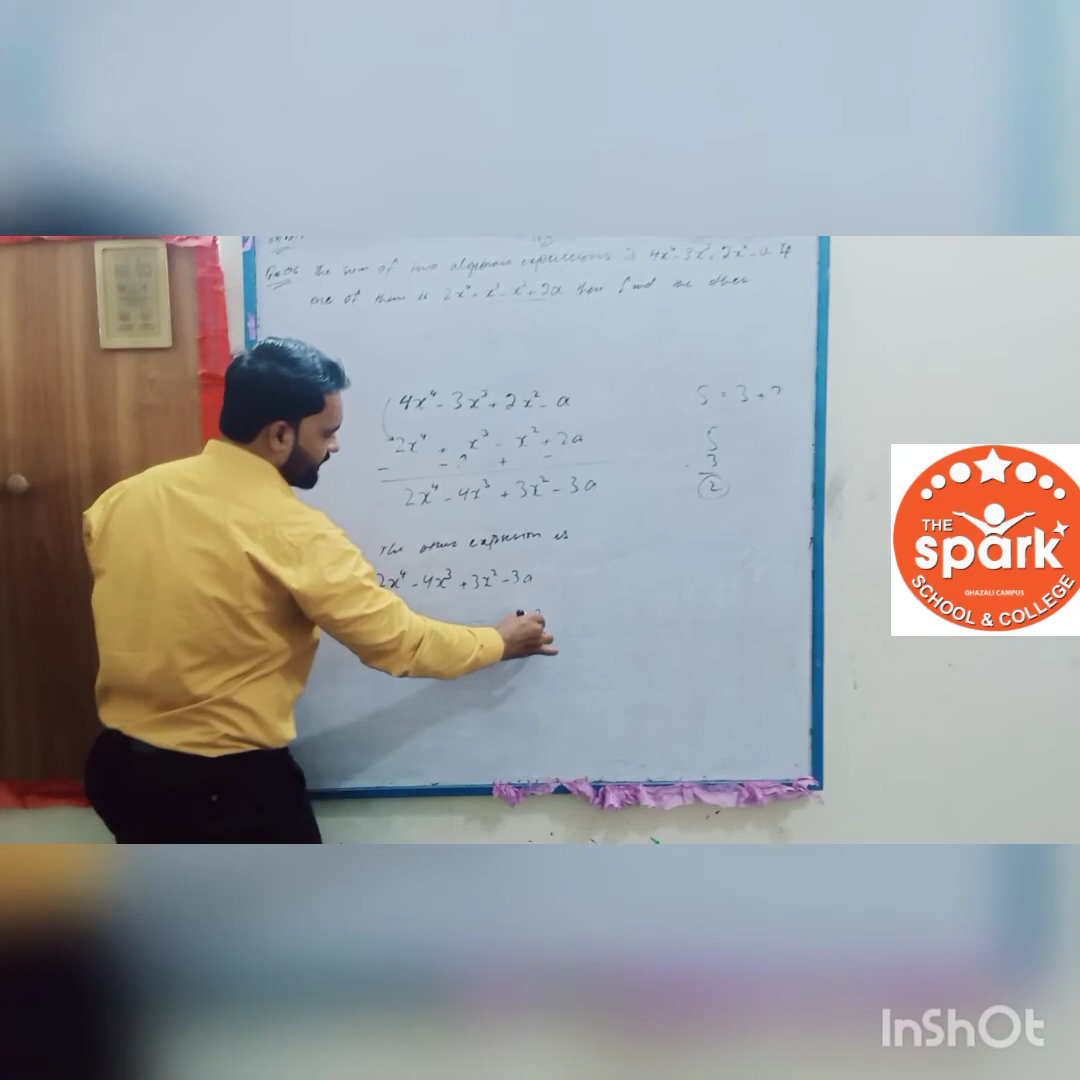 Q no 06 The sum of two algebraic expressions is 4x⁴-3x³+2x²-a If
one of them is 2x⁴+x³-x²+2a then find the other
4x⁴-3x³+2x²-a
2x⁴+x³-x²+2a
- - + -
2x⁴-4x³+3x²-3a
The other expression is
2x⁴-4x³+3x²-3a
5=3+?
5
-3
2
THE
spark
GHAZALI CAMPUS
SCHOOL & COLLEGE
InShOt